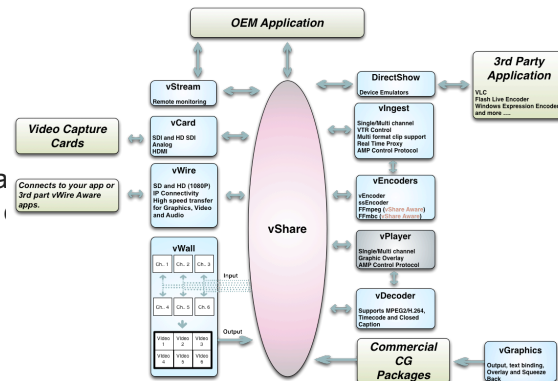 OEM Application
vStream
Remote monitoring
DirectShow
Device Emulators
3rd Party
Application
VLC
Flash Live Encoder
Windows Expression Encoder
and more ....
Video Capture
Cards
vCard
SDI and HD SDI
Analog
HDMI
vIngest
Single/Multi channel
VTR Control
Multi format clip support
Real Time Proxy
AMP Control Protocol
Connects to your app or
3rd part vWire Aware
apps.
vWire
SD and HD (1080P)
IP Connectivity
High speed transfer
for Graphics, Video
and Audio
vShare
vEncoders
vEncoder
ssEncoder
FFmpeg (vShare Aware)
FFmbc (vShare Aware)
vWall
Ch.. 1 Ch.. 2 Ch.. 3
Input
Ch.. 4 Ch.. 5 Ch.. 6
Output
Video 1 Video 2 Video 3
Video 4 Video 5 Video 6
vPlayer
Single/Multi channel
Graphic Overlay
AMP Control Protocol
vDecoder
Supports MPEG2/H.264,
Timecode and Closed
Caption
Commercial
CG
Packages
vGraphics
Output, text binding,
Overlay and Squeeze
Back